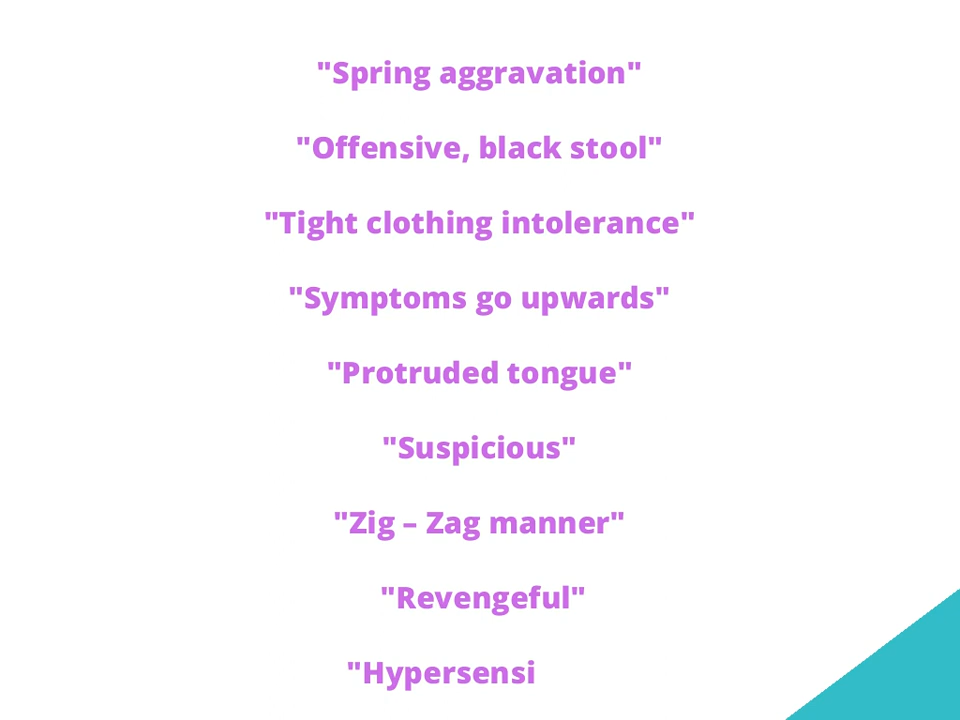 "Spring aggravation"
"Offensive, black stool"
"Tight clothing intolerance"
"Symptoms go upwards"
"Protruded tongue"
"Suspicious"
"Zig – Zag manner"
"Revengeful"
"Hypersensi